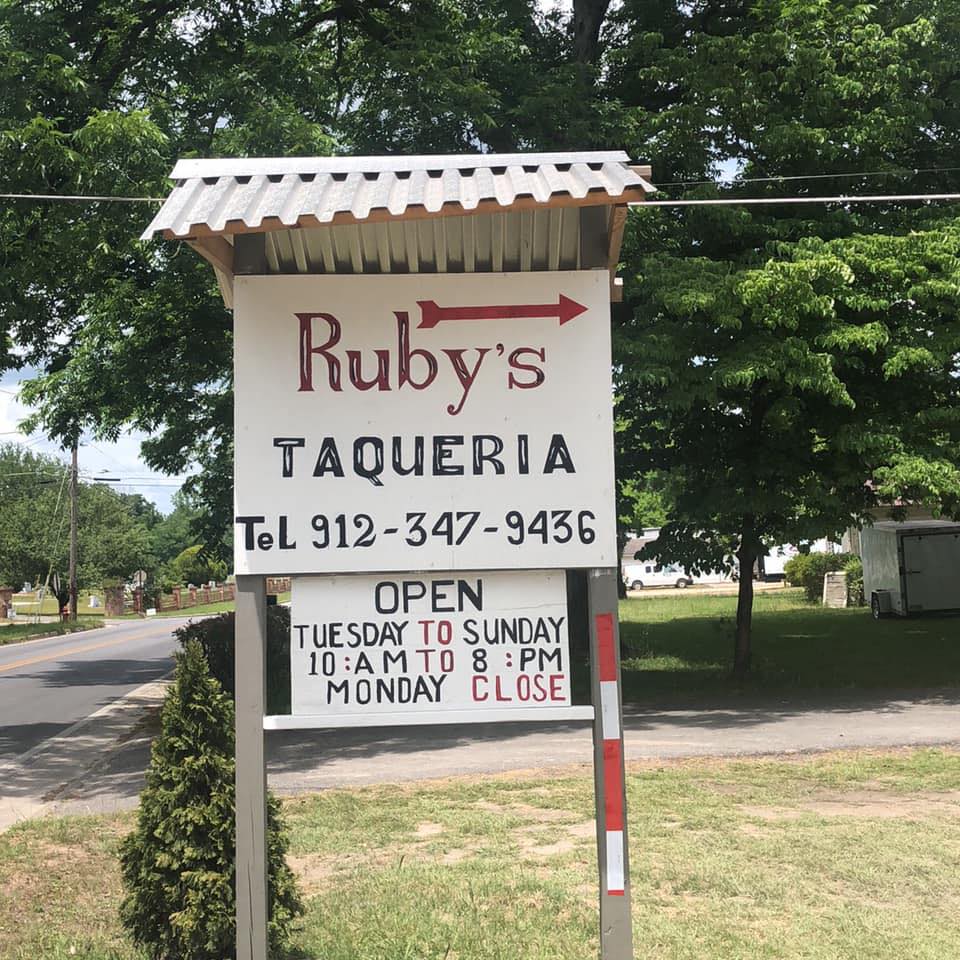 Ruby's
TAQUERIA
TeL 912-347-9436
OPEN
TUESDAY TO SUNDAY
10:AM TO 8:PM
MONDAY CLOSE